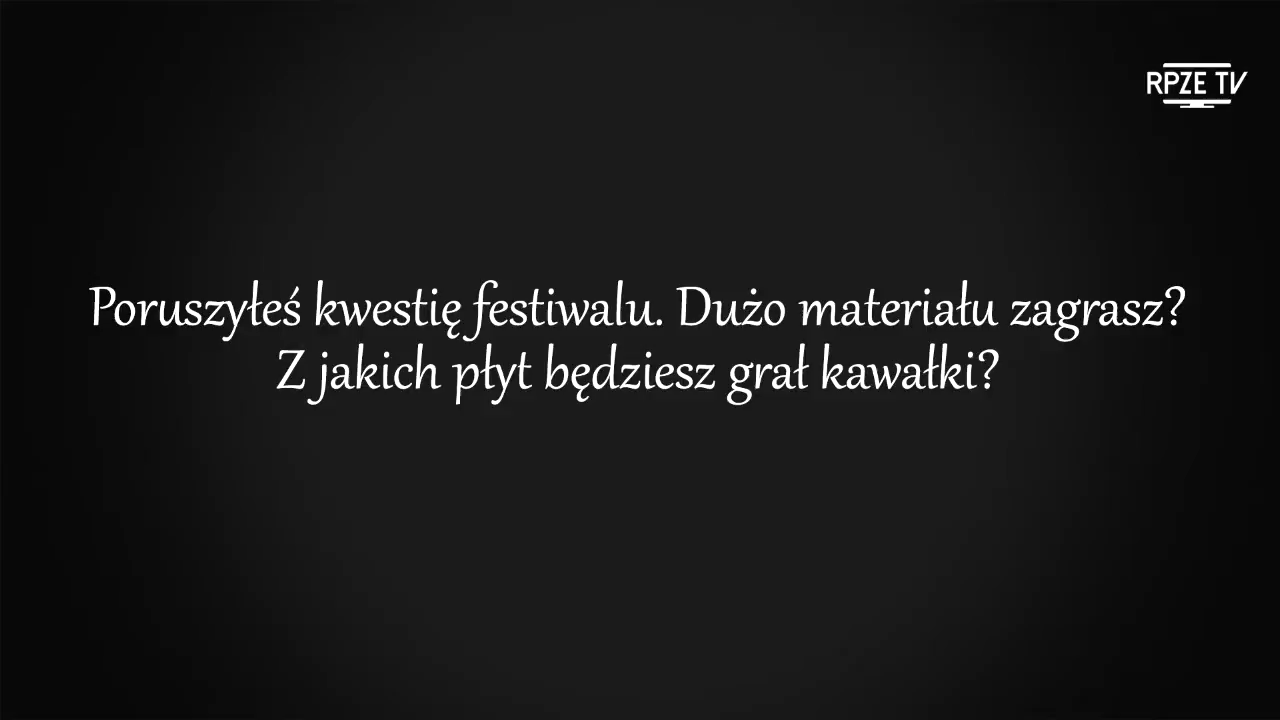 RPZE TV
Poruszyłeś kwestię festiwalu. Dużo materiału zagrasz?
Z jakich płyt będziesz grał kawałki?